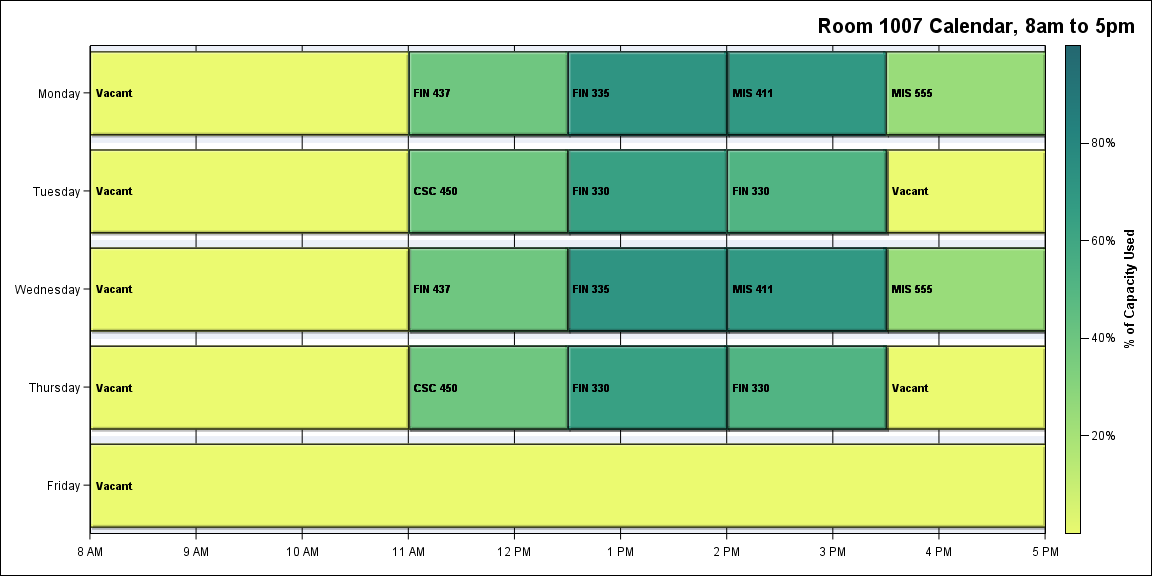 Room 1007 Calendar, 8am to 5pm
Monday Vacant FIN 437 FIN 335 MIS 411 MIS 555
Tuesday Vacant CSC 450 FIN 330 FIN 330 Vacant
Wednesday Vacant FIN 437 FIN 335 MIS 411 MIS 555
Thursday Vacant CSC 450 FIN 330 FIN 330 Vacant
Friday Vacant
8 AM 9 AM 10 AM 11 AM 12 PM 1 PM 2 PM 3 PM 4 PM 5 PM
80%
60%
40%
20%
% of Capacity Used